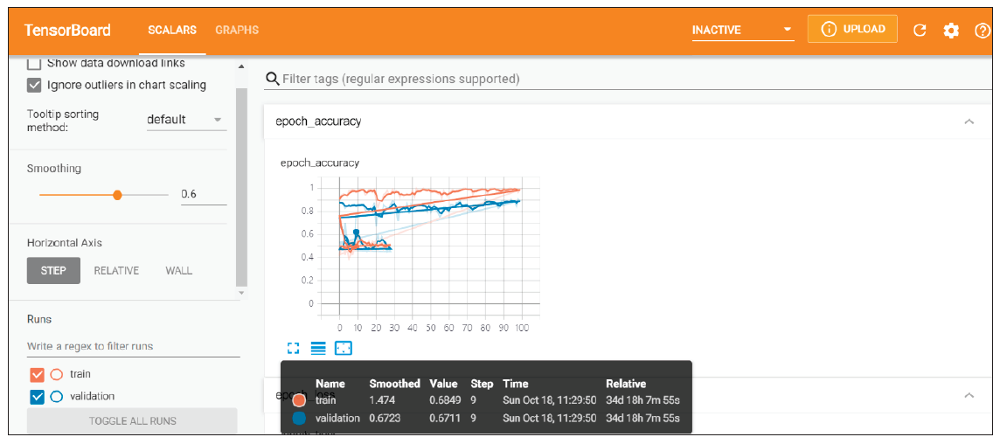 TensorBoard SCALARS GRAPHS INACTIVE UPLOAD
Show data download links
Ignore outliers in chart scaling
Tooltip sorting
method:
default
Smoothing
0.6
Horizontal Axis
STEP RELATIVE WALL
Runs
Write a regex to filter runs
train
validation
TOGGLE ALL RUNS
Filter tags (regular expressions supported)
epoch_accuracy
epoch_accuracy
1
0.8
0.6
0.4
0.2
0
0 10 20 30 40 50 60 70 80 90 100
epoch_loss
Name Smoothed Value Step Time Relative
train 1.474 0.6849 9 Sun Oct 18, 11:29:50 34d 18h 7m 55s
validation 0.6723 0.6711 9 Sun Oct 18, 11:29:50 34d 18h 7m 55s